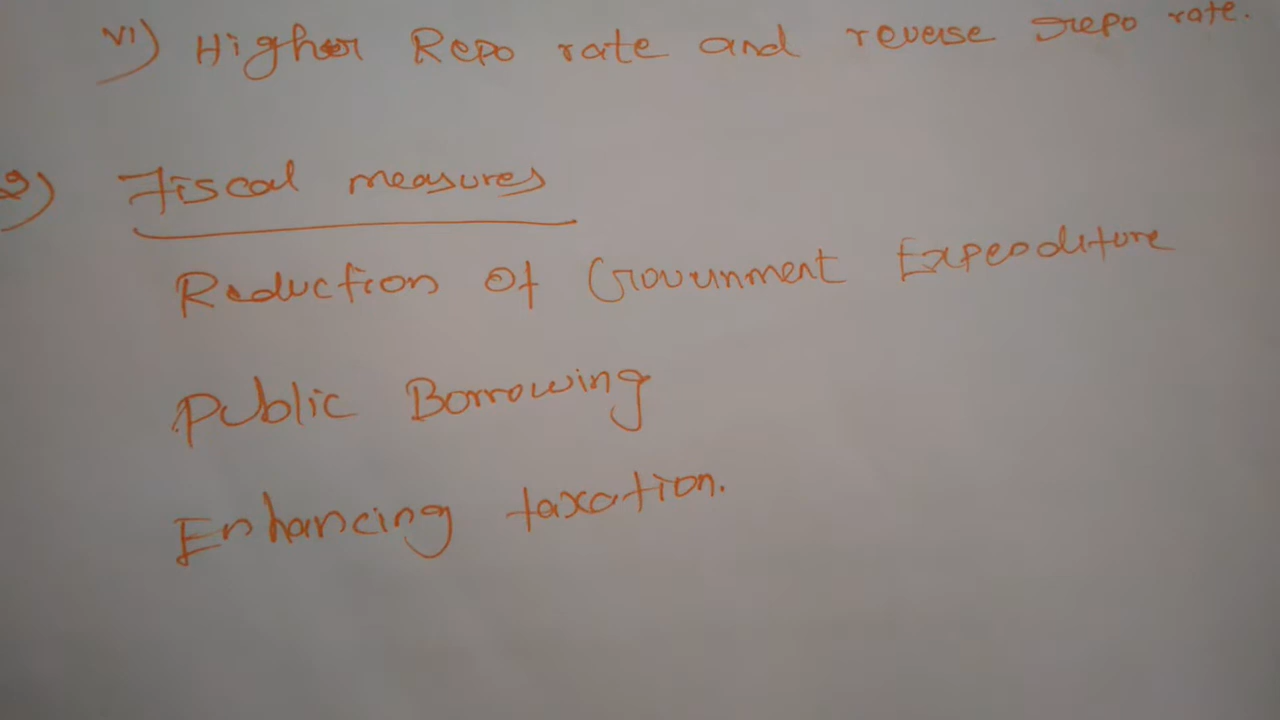 vi) Higher Repo rate and reverse repo rate.
2) Fiscal measures
Reduction of Government Expenditure
Public Borrowing
Enhancing taxation.